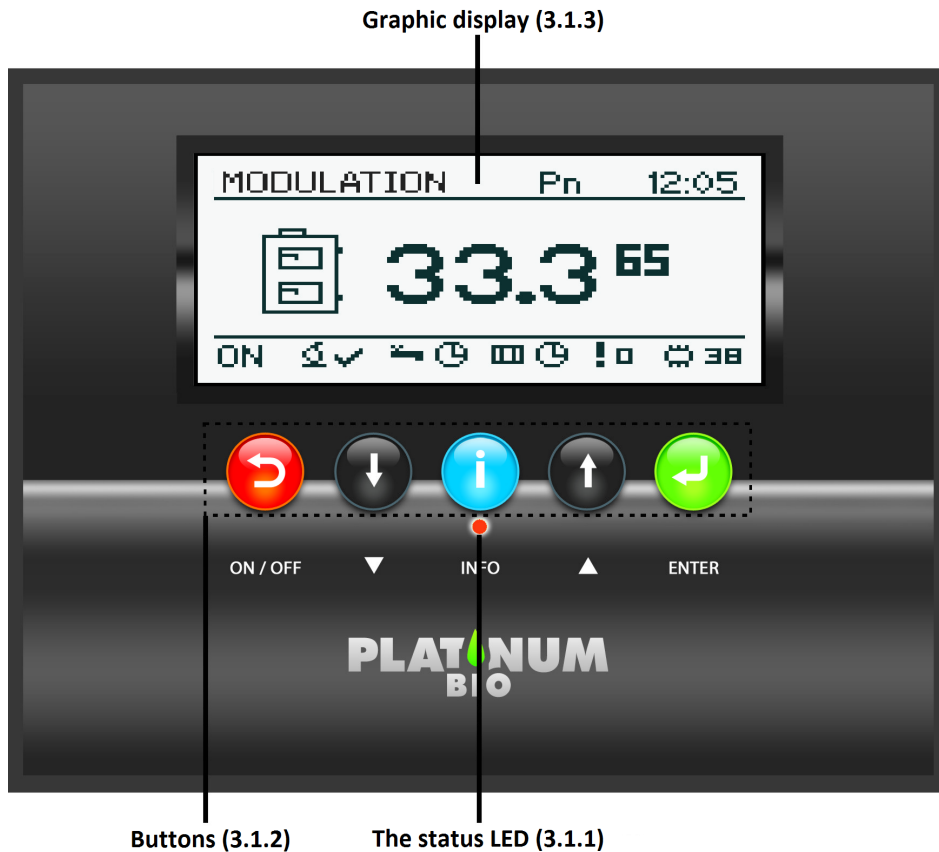 Graphic display (3.1.3)
MODULATION Pn 12:05
33.3 65
ON ! 0 38
i
ON / OFF INFO ENTER
PLATINUM
BIO
Buttons (3.1.2) The status LED (3.1.1)